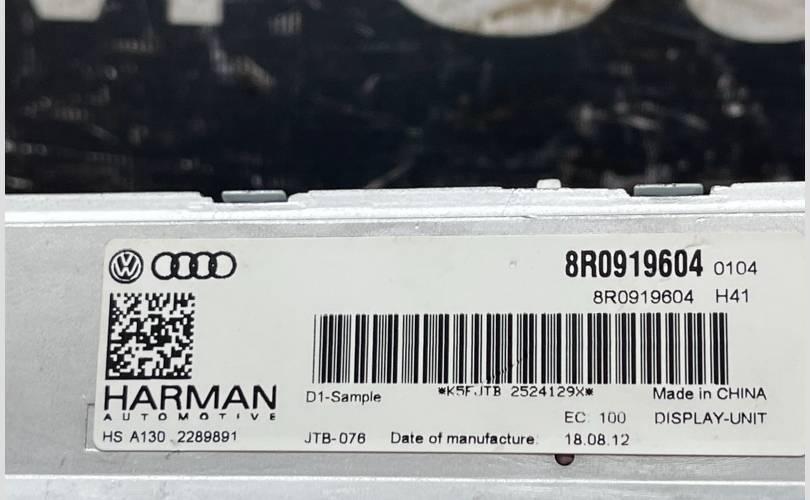 8R0919604 0104
8R0919604 H41
HARMAN
AUTOMOTIVE
D1-Sample *K5FJTB 2524129X* Made in CHINA
EC: 100 DISPLAY-UNIT
HS A130 2289891 JTB-076 Date of manufacture: 18.08.12